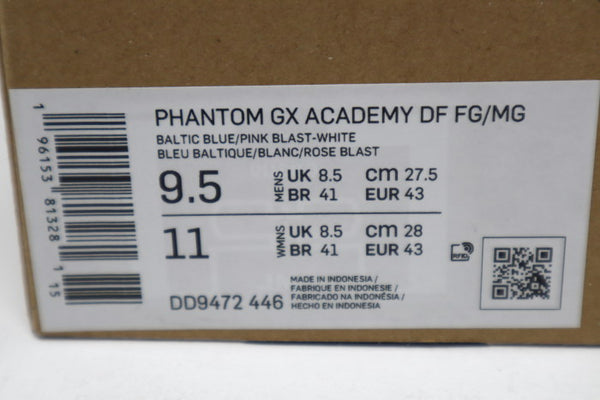 PHANTOM GX ACADEMY DF FG/MG
BALTIC BLUE/PINK BLAST-WHITE
BLEU BALTIQUE/BLANC/ROSE BLAST
9.5 MENS UK 8.5 cm 27.5
BR 41 EUR 43
11 WMNS UK 8.5 cm 28
BR 41 EUR 43
RFID
DD9472 446
MADE IN INDONESIA /
FABRIQUE EN INDONESIE /
FABRICADO NA INDONÉSIA /
HECHO EN INDONESIA
1 96153 81328 1 15